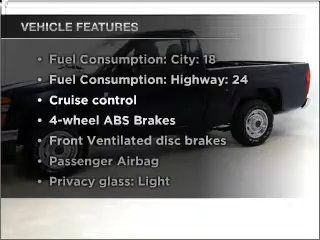 VEHICLE FEATURES
• Fuel Consumption: City: 18
• Fuel Consumption: Highway: 24
• Cruise control
• 4-wheel ABS Brakes
• Front Ventilated disc brakes
• Passenger Airbag
• Privacy glass: Light